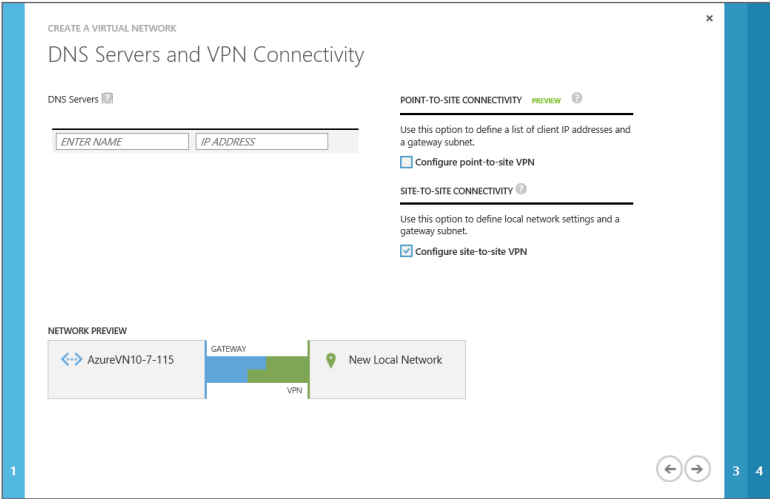 ×
CREATE A VIRTUAL NETWORK
DNS Servers and VPN Connectivity
DNS Servers ?
ENTER NAME
IP ADDRESS
POINT-TO-SITE CONNECTIVITY PREVIEW ?
Use this option to define a list of client IP addresses and
a gateway subnet.
Configure point-to-site VPN
SITE-TO-SITE CONNECTIVITY ?
Use this option to define local network settings and a
gateway subnet.
Configure site-to-site VPN
NETWORK PREVIEW
AzureVN10-7-115
GATEWAY
VPN
New Local Network
1
3
4